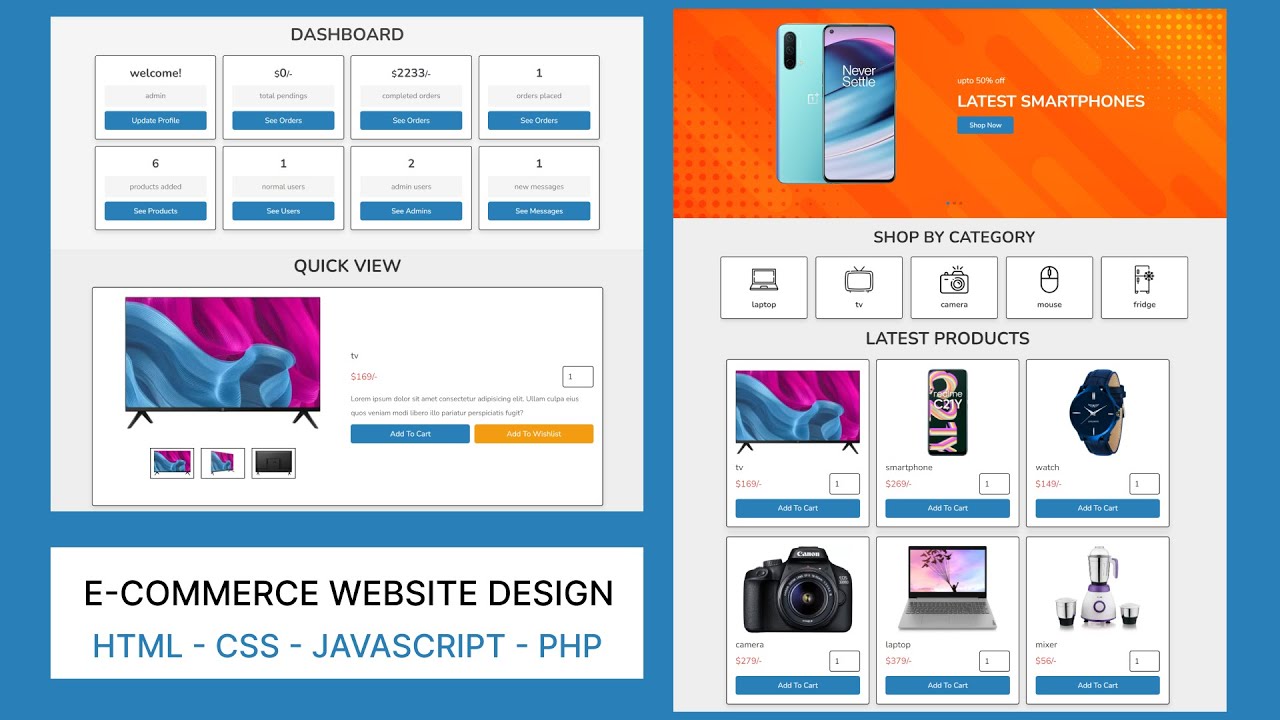 DASHBOARD
welcome!
admin
Update Profile
$0/-
total pendings
See Orders
$2233/-
completed orders
See Orders
1
orders placed
See Orders
6
products added
See Products
1
normal users
See Users
2
admin users
See Admins
1
new messages
See Messages
QUICK VIEW
tv
$169/-
1
Lorem ipsum dolor sit amet consectetur adipisicing elit. Ullam culpa eius
quos veniam modi libero illo pariatur perspiciatis fugit?
Add To Cart
Add To Wishlist
E-COMMERCE WEBSITE DESIGN
HTML - CSS - JAVASCRIPT - PHP
Never
Settle
upto 50% off
LATEST SMARTPHONES
Shop Now
SHOP BY CATEGORY
laptop
tv
camera
mouse
fridge
LATEST PRODUCTS
tv
$169/-
1
Add To Cart
realme
C21Y
smartphone
$269/-
1
Add To Cart
watch
$149/-
1
Add To Cart
Canon
camera
$279/-
1
Add To Cart
laptop
$379/-
1
Add To Cart
mixer
$56/-
1
Add To Cart